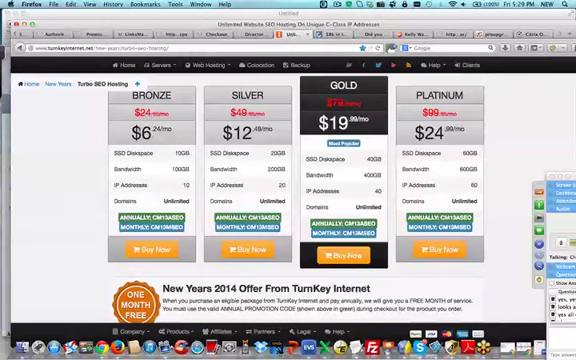 Firefox File Edit View History Bookmarks Tools Window Help
Fri 5:29 PM NEW
Untitled
Unlimited Website SEO Hosting On Unique C-Class IP Addresses
www.turnkeyinternet.net/new-years/turbo-seo-hosting/
Google
Home Servers Web Hosting Colocation Backup Help Clients
Home New Years Turbo SEO Hosting
BRONZE
$24
$6.24/mo
SSD Diskspace 10GB
Bandwidth 100GB
IP Addresses 10
Domains Unlimited
ANNUALLY: CM13ASEO
MONTHLY: CM13MSEO
Buy Now
SILVER
$49
$12.49/mo
SSD Diskspace 20GB
Bandwidth 200GB
IP Addresses 20
Domains Unlimited
ANNUALLY: CM13ASEO
MONTHLY: CM13MSEO
Buy Now
GOLD
$19.99/mo
Most Popular
SSD Diskspace 40GB
Bandwidth 400GB
IP Addresses 40
Domains Unlimited
ANNUALLY: CM13ASEO
MONTHLY: CM13MSEO
Buy Now
PLATINUM
$99
$24.99/mo
SSD Diskspace 60GB
Bandwidth 600GB
IP Addresses 60
Domains Unlimited
ANNUALLY: CM13ASEO
MONTHLY: CM13MSEO
Buy Now
ONE
MONTH
FREE
New Years 2014 Offer From TurnKey Internet
When you purchase an eligible package from TurnKey Internet and pay annually, we will give you a FREE MONTH of service.
You must use the valid ANNUAL PROMOTION CODE (shown above in green) during checkout for the product you order.
Company Products Affiliates Partners Legal Help
Talking: